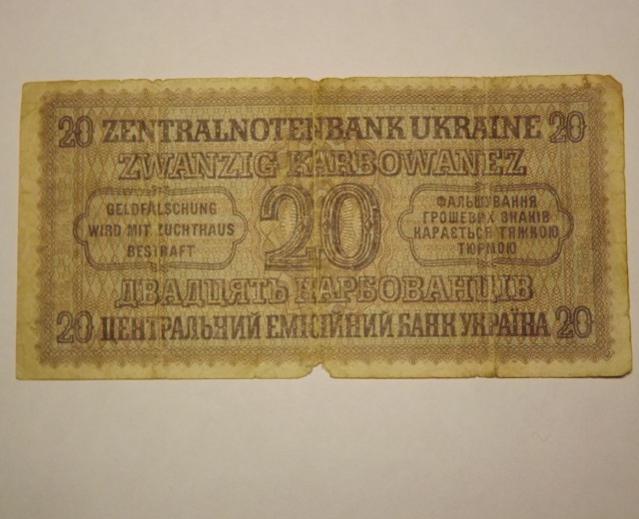 20 ZENTRALNOTENBANK UKRAINE 20
ZWANZIG KARBOWANEZ
GELDFÄLSCHUNG
WIRD MIT ZUCHTHAUS
BESTRAFT
20
ФАЛЬШУВАННЯ
ГРОШЕВИХ ЗНАКІВ
КАРАЄТЬСЯ ТЯЖКОЮ
ТЮРМОЮ
ДВАДЦЯТЬ КАРБОВАНЦІВ
20 ЦЕНТРАЛЬНИЙ ЕМІСІЙНИЙ БАНК УКРАЇНА 20